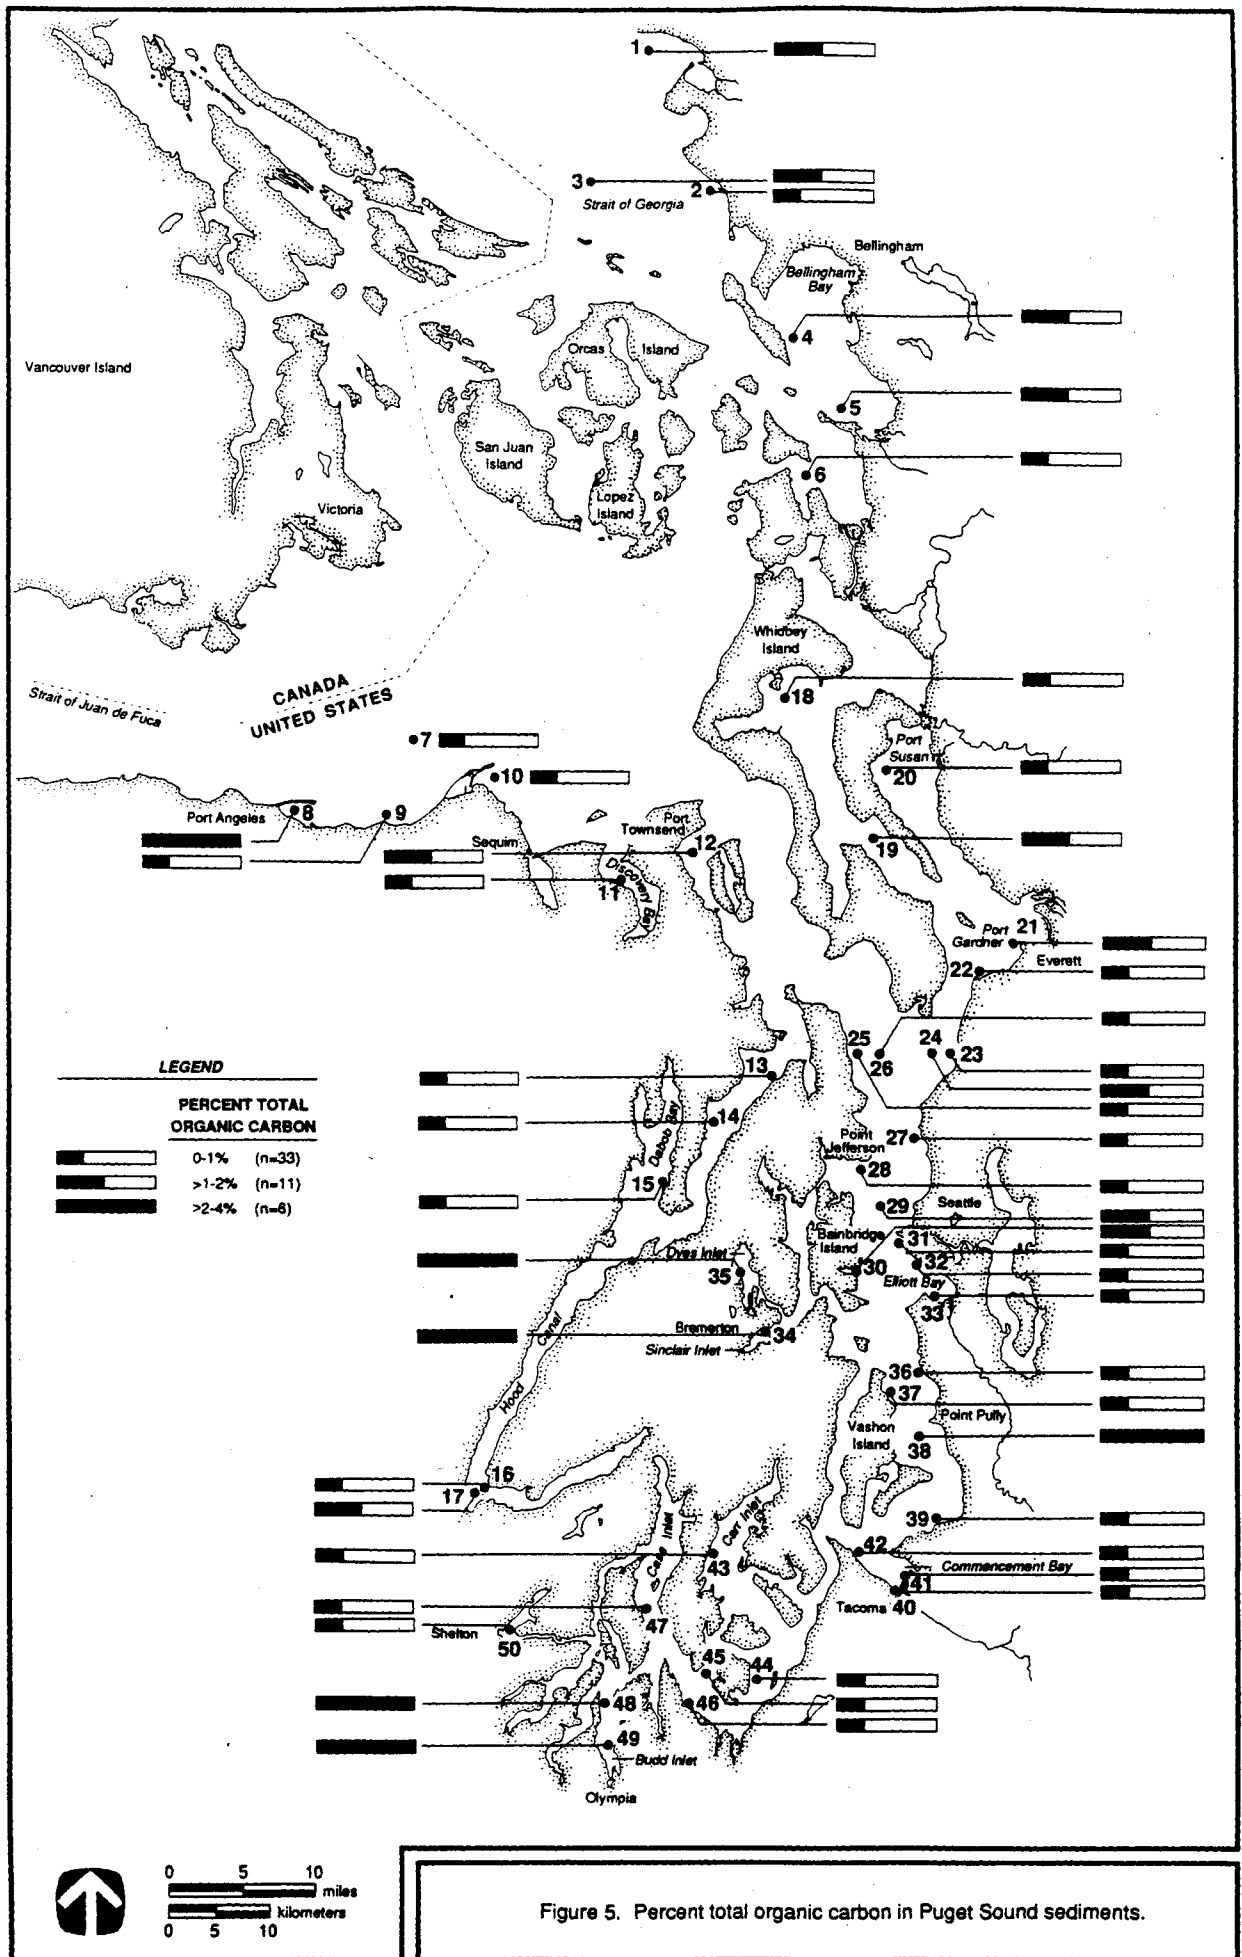 1
3
2
Strait of Georgia
Bellingham
Bellingham
Bay
4
Orcas
Island
Vancouver Island
5
San Juan
Island
6
Lopez
Island
Victoria
Whidbey
Island
18
CANADA
UNITED STATES
Strait of Juan de Fuca
7
Port
Susan
20
10
Port Angeles
8
9
Port
Townsend
12
Sequim
19
Discovery Bay
11
Port
Gardner
21
Everett
22
25
26
24
23
LEGEND
PERCENT TOTAL
ORGANIC CARBON
0-1% (n=33)
>1-2% (n=11)
>2-4% (n=6)
13
14
Dabob Bay
15
Point
Jefferson
27
28
29
Seattle
Bainbridge
Island
31
Dyes Inlet
35
30
32
Elliott Bay
33
Bremerton
34
Sinclair Inlet
Hood
Canal
36
37
Point Pully
Vashon
Island
38
16
17
39
Case Inlet
Carr Inlet
42
43
Commencement Bay
41
Tacoma
40
47
Shelton
50
45
44
48
46
49
Budd Inlet
Olympia
0 5 10
miles
kilometers
0 5 10
Figure 5. Percent total organic carbon in Puget Sound sediments.